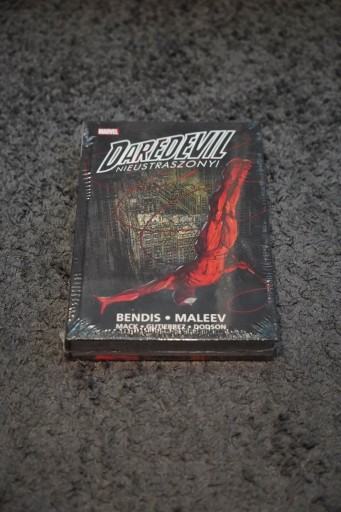 MARVEL
DAREDEVIL
NIEUSTRASZONY!
BENDIS • MALEEV
MACK • GUTIERREZ • DODSON